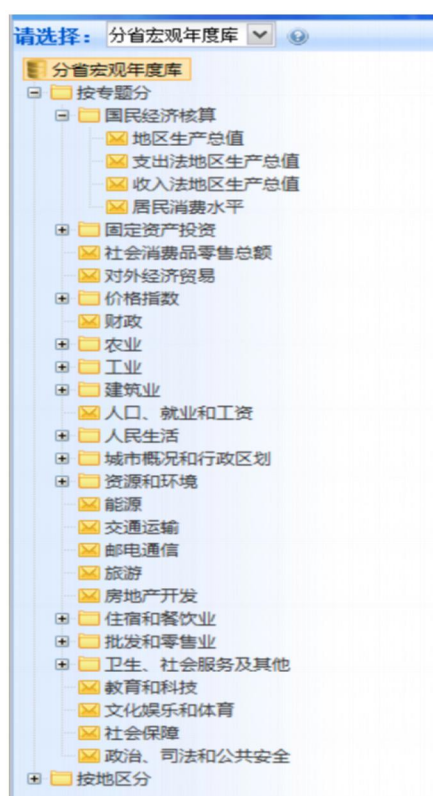 请选择： 分省宏观年度库
分省宏观年度库
按专题分
国民经济核算
地区生产总值
支出法地区生产总值
收入法地区生产总值
居民消费水平
固定资产投资
社会消费品零售总额
对外经济贸易
价格指数
财政
农业
工业
建筑业
人口、就业和工资
人民生活
城市概况和行政区划
资源和环境
能源
交通运输
邮电通信
旅游
房地产开发
住宿和餐饮业
批发和零售业
卫生、社会服务及其他
教育和科技
文化娱乐和体育
社会保障
政治、司法和公共安全
按地区分